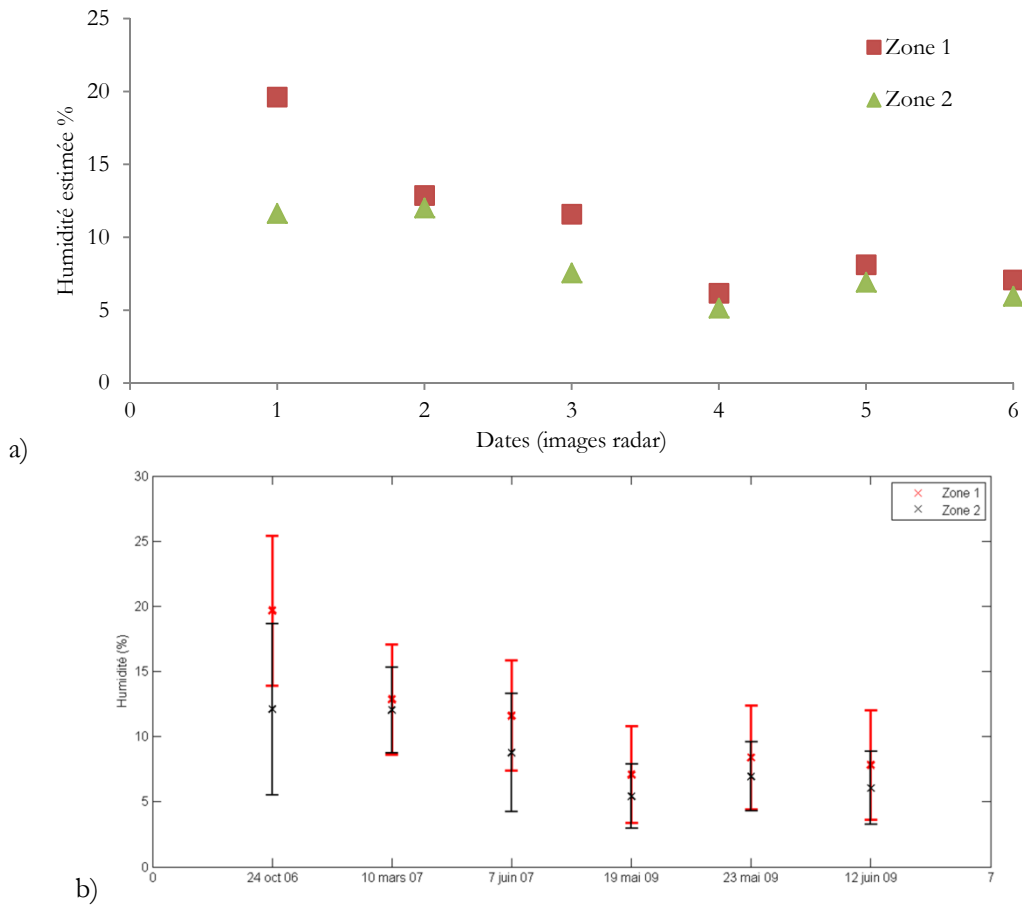 25
20
15
10
5
0
Humidité estimée %
Zone 1
Zone 2
0 1 2 3 4 5 6
Dates (images radar)
a)
30
25
20
15
10
5
0
Humidité (%)
Zone 1
Zone 2
0 24 oct 06 10 mars 07 7 juin 07 19 mai 09 23 mai 09 12 juin 09 7
b)